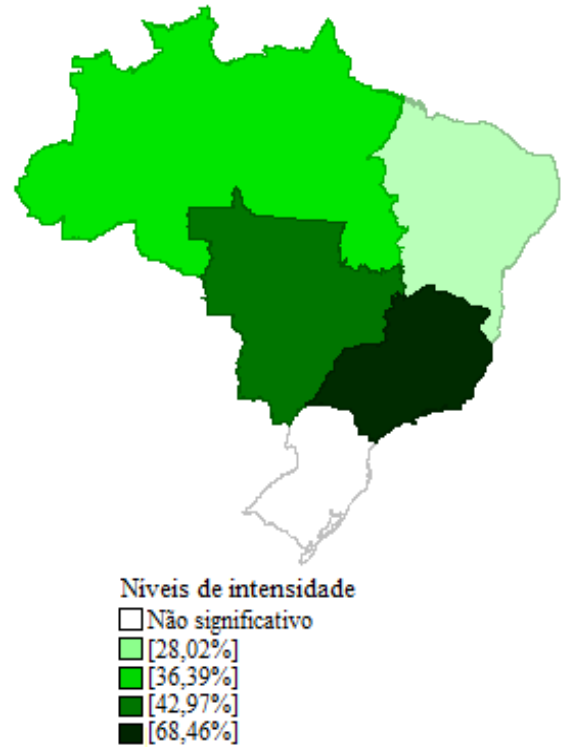 Níveis de intensidade
Não significativo
[28,02%]
[36,39%]
[42,97%]
[68,46%]